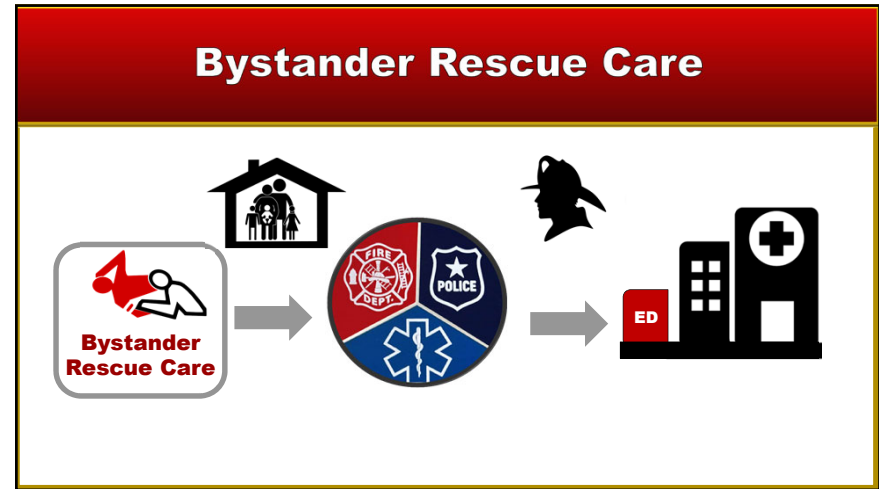 Bystander Rescue Care
FIRE
DEPT.
POLICE
ED
Bystander
Rescue Care